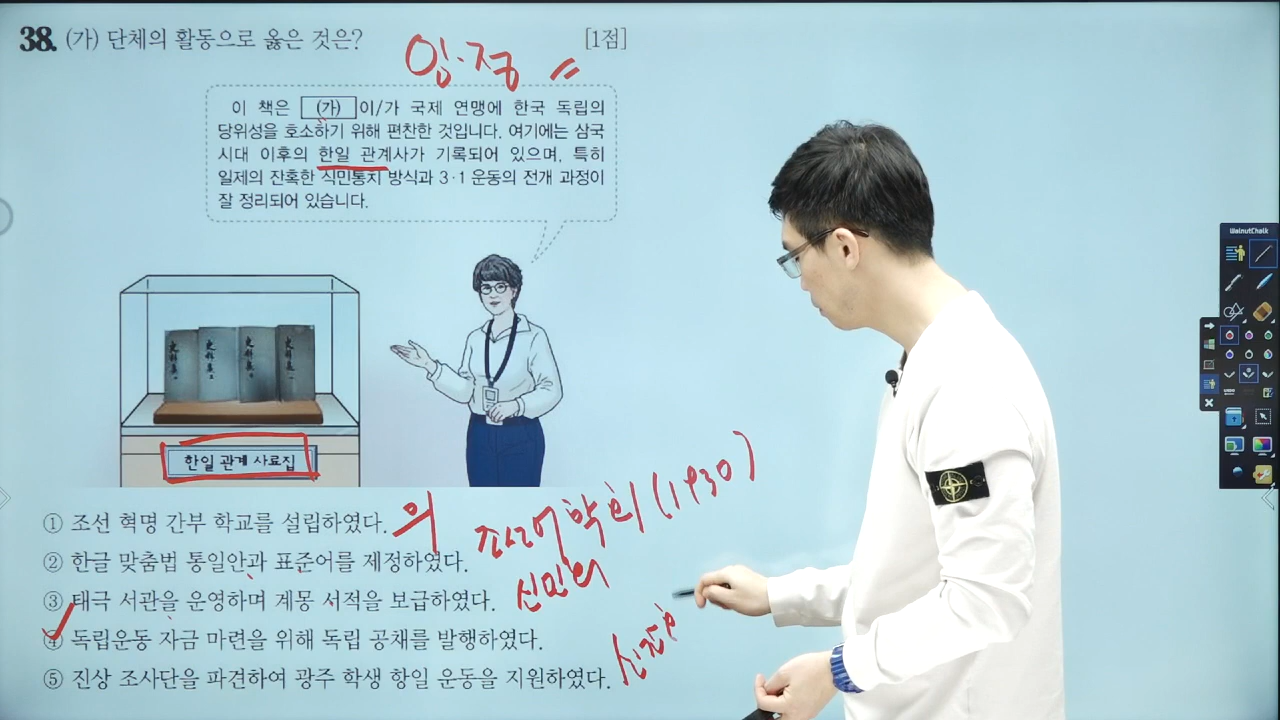 38. (가) 단체의 활동으로 옳은 것은? [1점]
임·정
이 책은 (가) 이/가 국제 연맹에 한국 독립의
당위성을 호소하기 위해 편찬한 것입니다. 여기에는 삼국
시대 이후의 한일 관계사가 기록되어 있으며, 특히
일제의 잔혹한 식민통치 방식과 3·1 운동의 전개 과정이
잘 정리되어 있습니다.
한일 관계 사료집
① 조선 혁명 간부 학교를 설립하였다. 의
② 한글 맞춤법 통일안과 표준어를 제정하였다. 조선어 학회 (1930)
③ 태극 서관을 운영하며 계몽 서적을 보급하였다. 신민회
④ 독립운동 자금 마련을 위해 독립 공채를 발행하였다.
⑤ 진상 조사단을 파견하여 광주 학생 항일 운동을 지원하였다. 신간
WalnutChalk